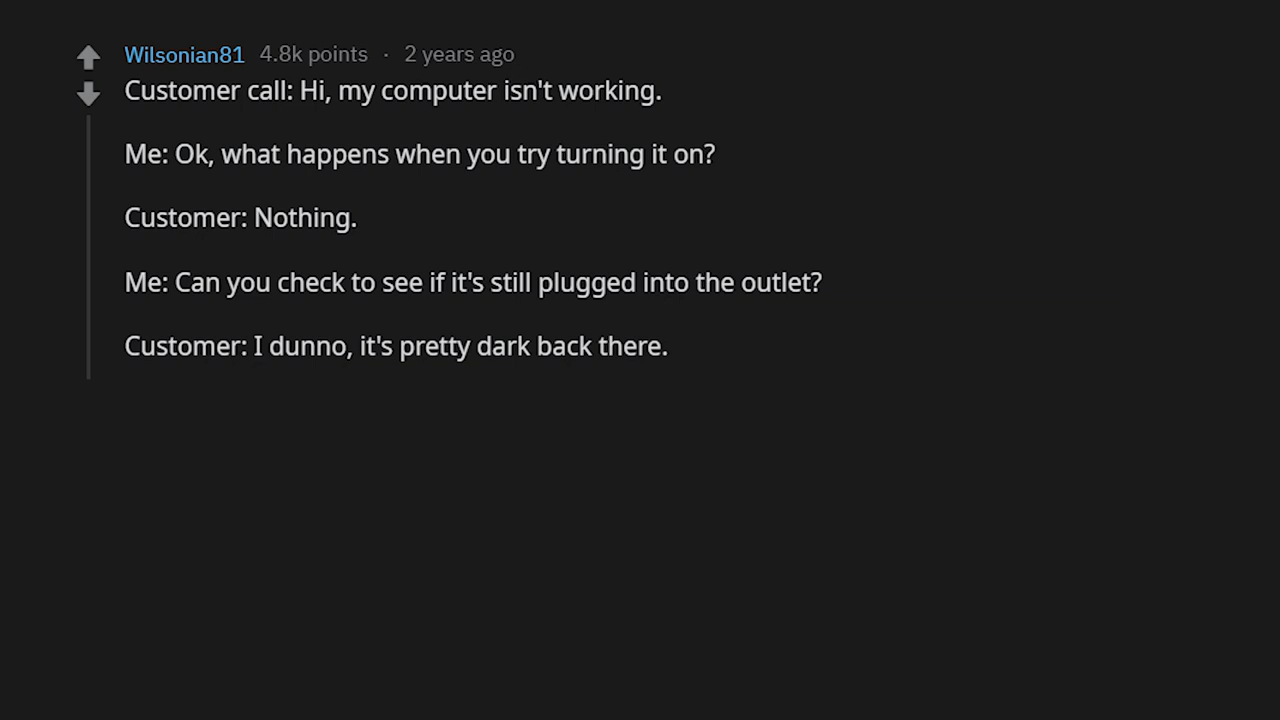 Wilsonian81 4.8k points · 2 years ago
Customer call: Hi, my computer isn't working.
Me: Ok, what happens when you try turning it on?
Customer: Nothing.
Me: Can you check to see if it's still plugged into the outlet?
Customer: I dunno, it's pretty dark back there.